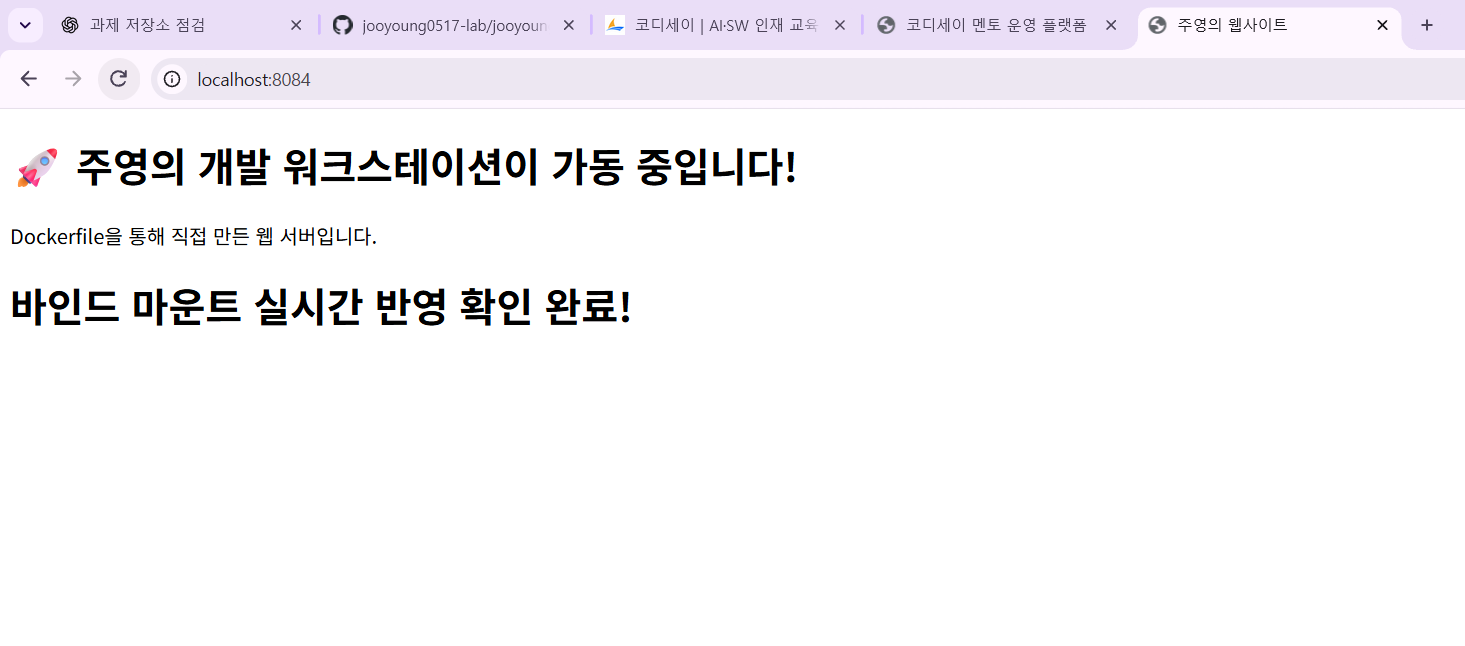 과제 저장소 점검
jooyoung0517-lab/jooyoun
코디세이 | AI·SW 인재 교육
코디세이 멘토 운영 플랫폼
주영의 웹사이트
localhost:8084
🚀 주영의 개발 워크스테이션이 가동 중입니다!
Dockerfile을 통해 직접 만든 웹 서버입니다.
바인드 마운트 실시간 반영 확인 완료!